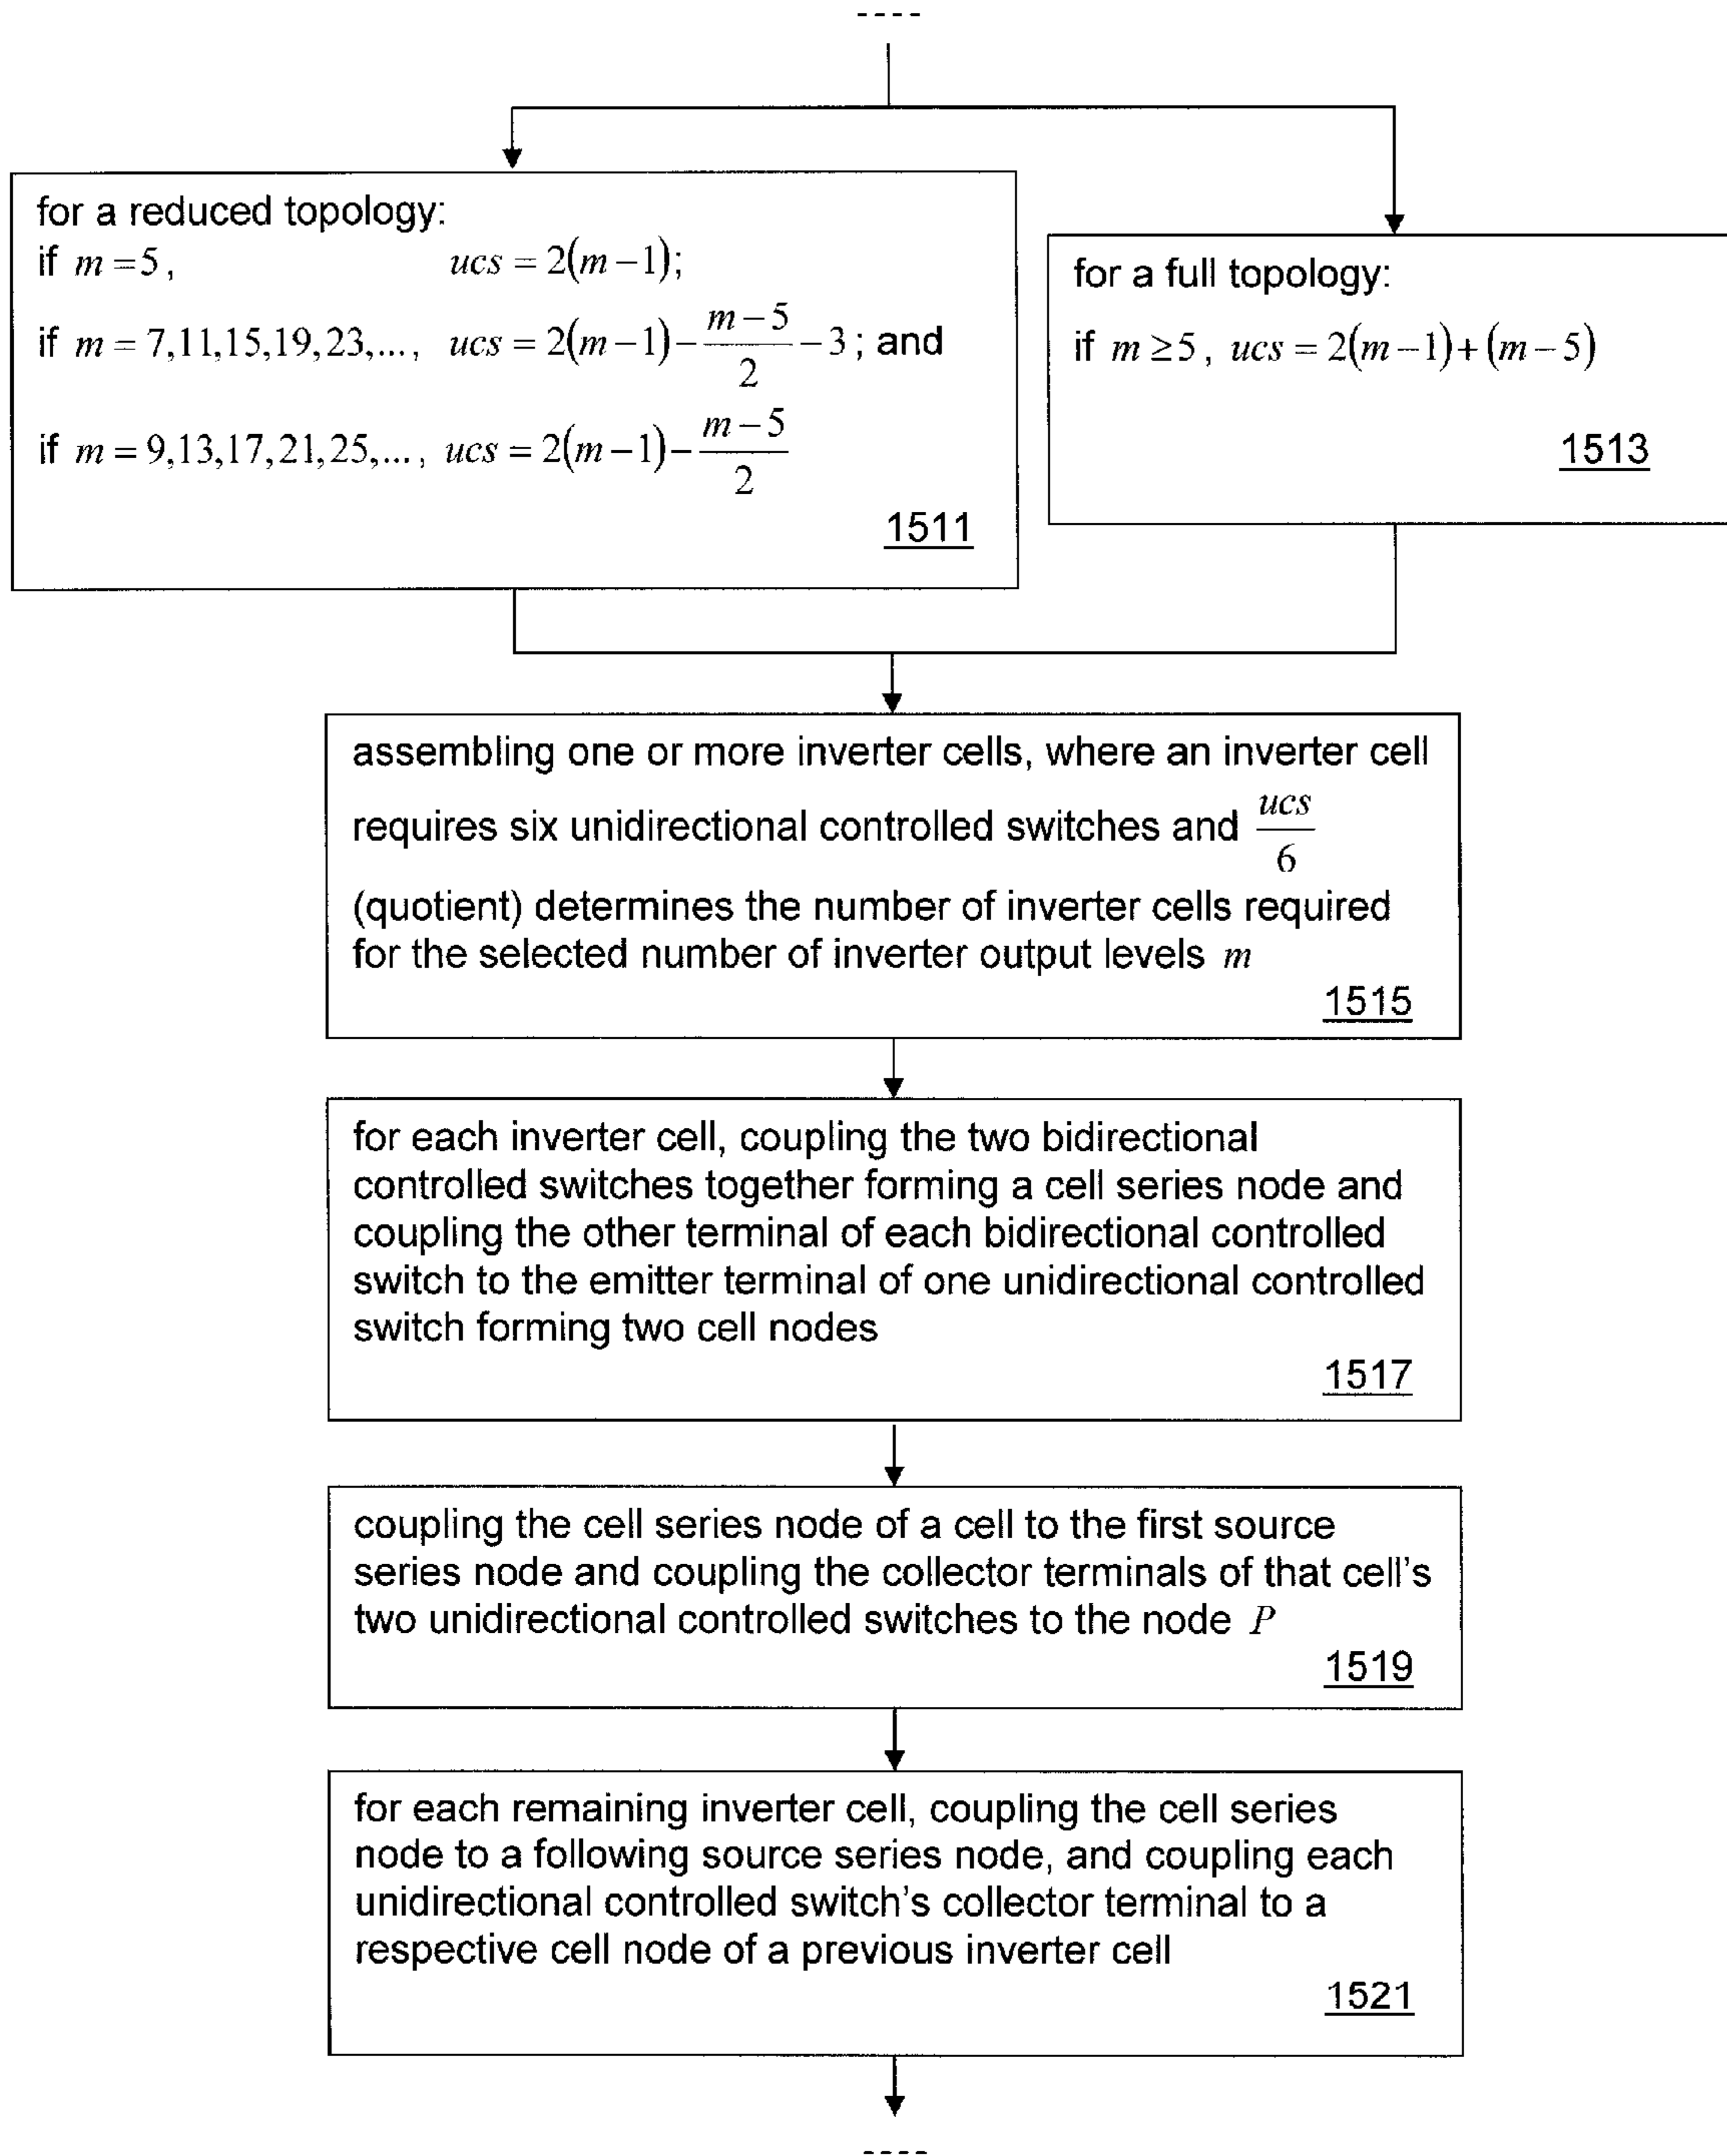 ----
for a reduced topology:
if m = 5, ucs = 2(m−1);
if m = 7,11,15,19,23,..., ucs = 2(m−1) − (m−5)/2 − 3; and
if m = 9,13,17,21,25,..., ucs = 2(m−1) − (m−5)/2
1511
for a full topology:
if m ≥ 5, ucs = 2(m−1)+(m−5)
1513
assembling one or more inverter cells, where an inverter cell
requires six unidirectional controlled switches and ucs/6
(quotient) determines the number of inverter cells required
for the selected number of inverter output levels m
1515
for each inverter cell, coupling the two bidirectional
controlled switches together forming a cell series node and
coupling the other terminal of each bidirectional controlled
switch to the emitter terminal of one unidirectional controlled
switch forming two cell nodes
1517
coupling the cell series node of a cell to the first source
series node and coupling the collector terminals of that cell's
two unidirectional controlled switches to the node P
1519
for each remaining inverter cell, coupling the cell series
node to a following source series node, and coupling each
unidirectional controlled switch's collector terminal to a
respective cell node of a previous inverter cell
1521
----